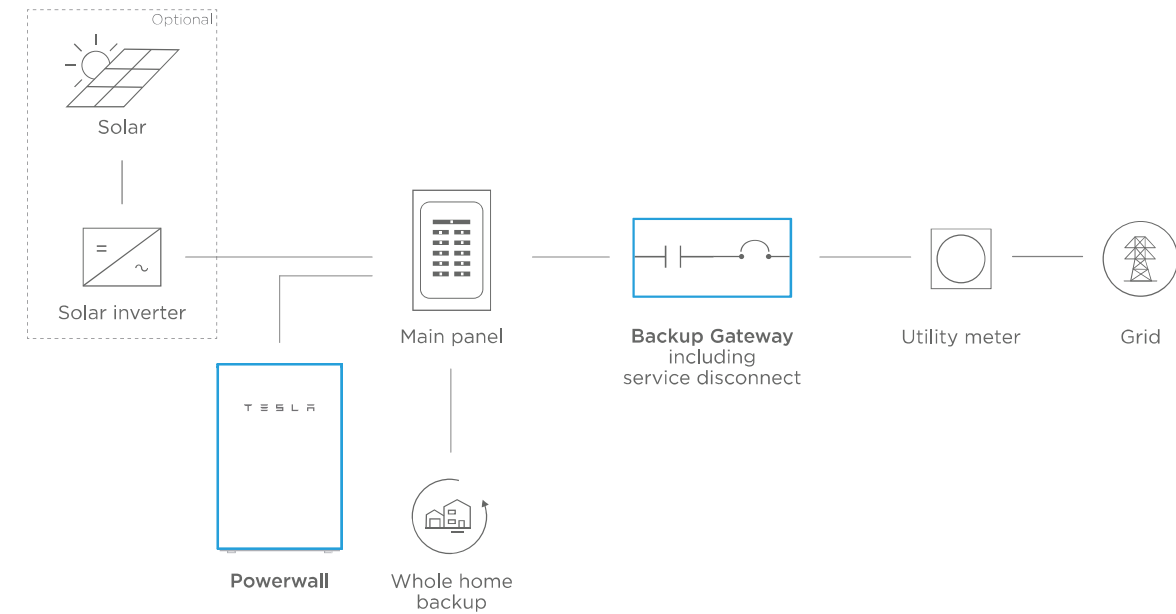 Optional
Solar
Solar inverter
Main panel
Backup Gateway
including
service disconnect
Utility meter
Grid
TESLA
Powerwall
Whole home
backup